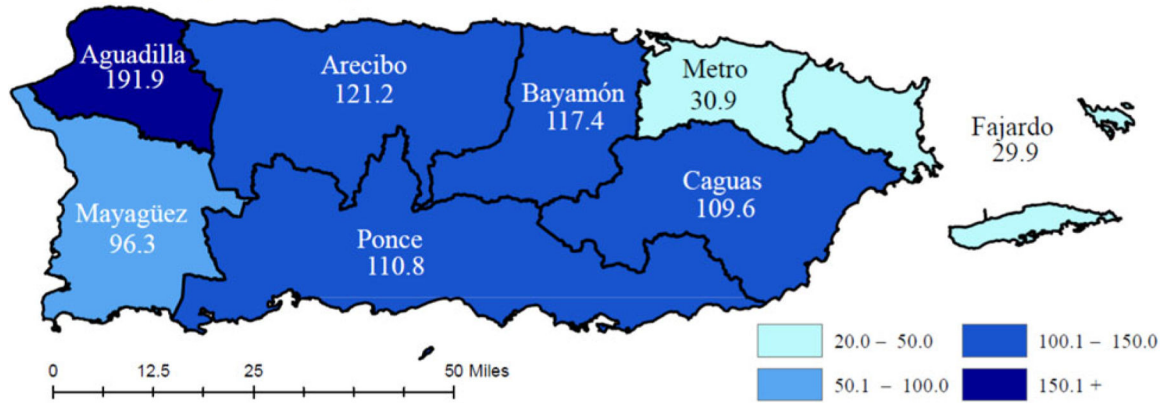 Aguadilla
191.9
Arecibo
121.2
Bayamón
117.4
Metro
30.9
Fajardo
29.9
Mayagüez
96.3
Ponce
110.8
Caguas
109.6
0 12.5 25 50 Miles
20.0 – 50.0
100.1 – 150.0
50.1 – 100.0
150.1 +